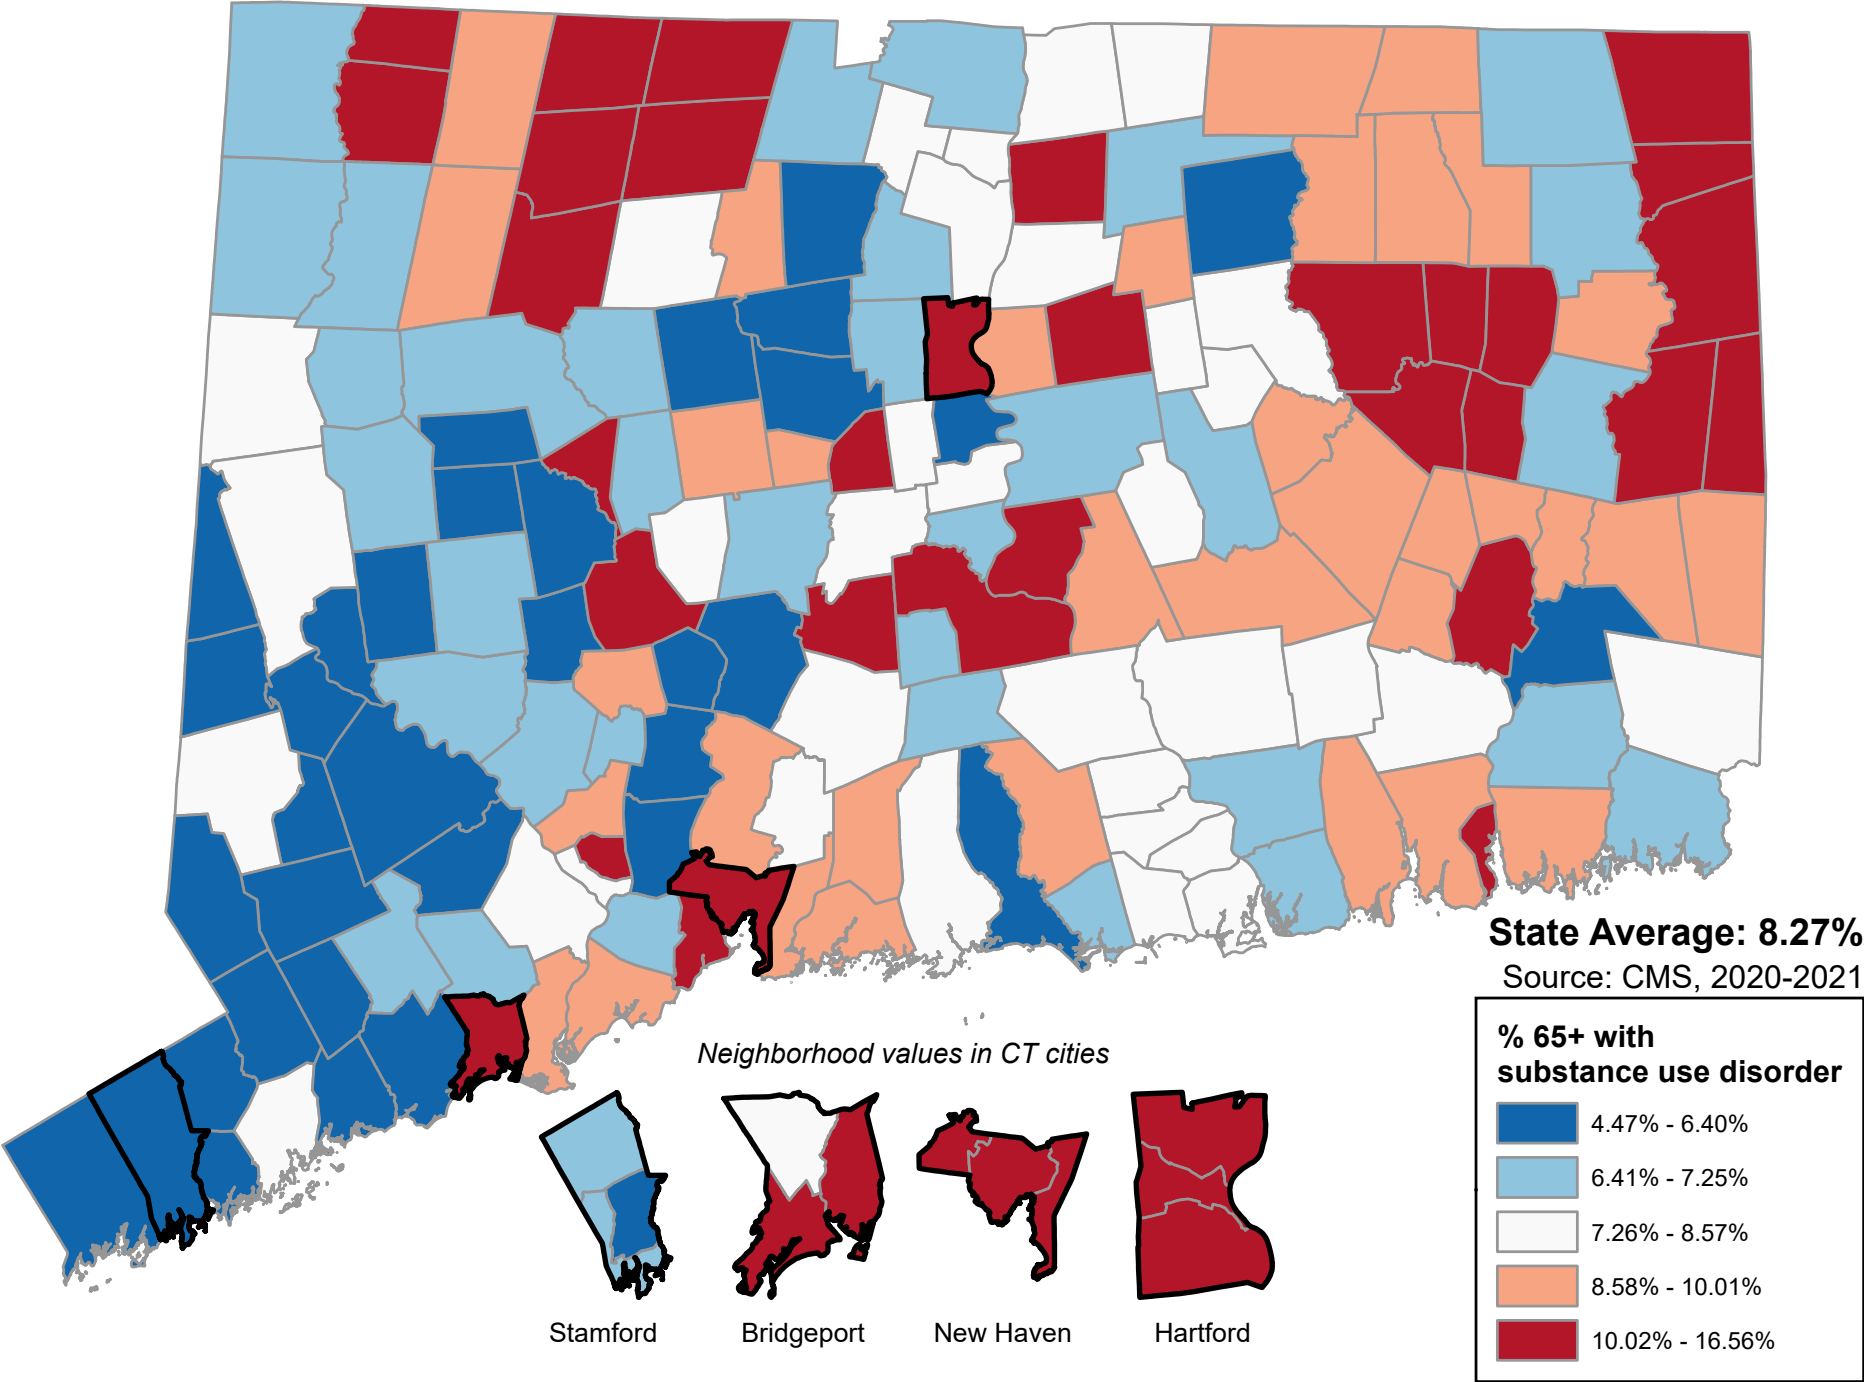 State Average: 8.27%
Source: CMS, 2020-2021
% 65+ with
substance use disorder
4.47% - 6.40%
6.41% - 7.25%
7.26% - 8.57%
8.58% - 10.01%
10.02% - 16.56%
Neighborhood values in CT cities
Stamford
Bridgeport
New Haven
Hartford